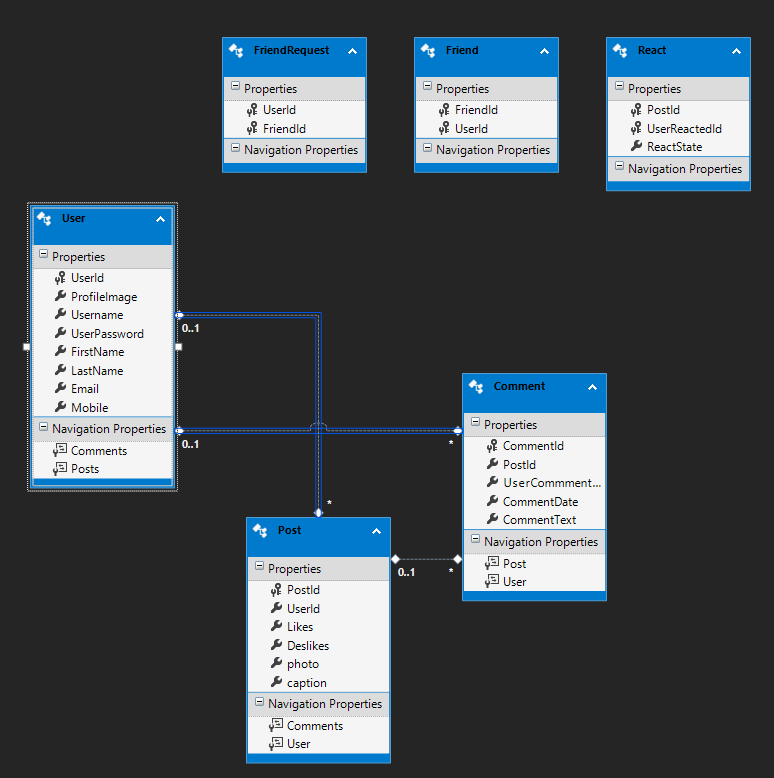 FriendRequest
Properties
UserId
FriendId
Navigation Properties
Friend
Properties
FriendId
UserId
Navigation Properties
React
Properties
PostId
UserReactedId
ReactState
Navigation Properties
User
Properties
UserId
ProfileImage
Username
UserPassword
FirstName
LastName
Email
Mobile
Navigation Properties
Comments
Posts
0..1
0..1
*
*
Comment
Properties
CommentId
PostId
UserCommment...
CommentDate
CommentText
Navigation Properties
Post
User
Post
Properties
PostId
UserId
Likes
Deslikes
photo
caption
Navigation Properties
Comments
User
0..1
*